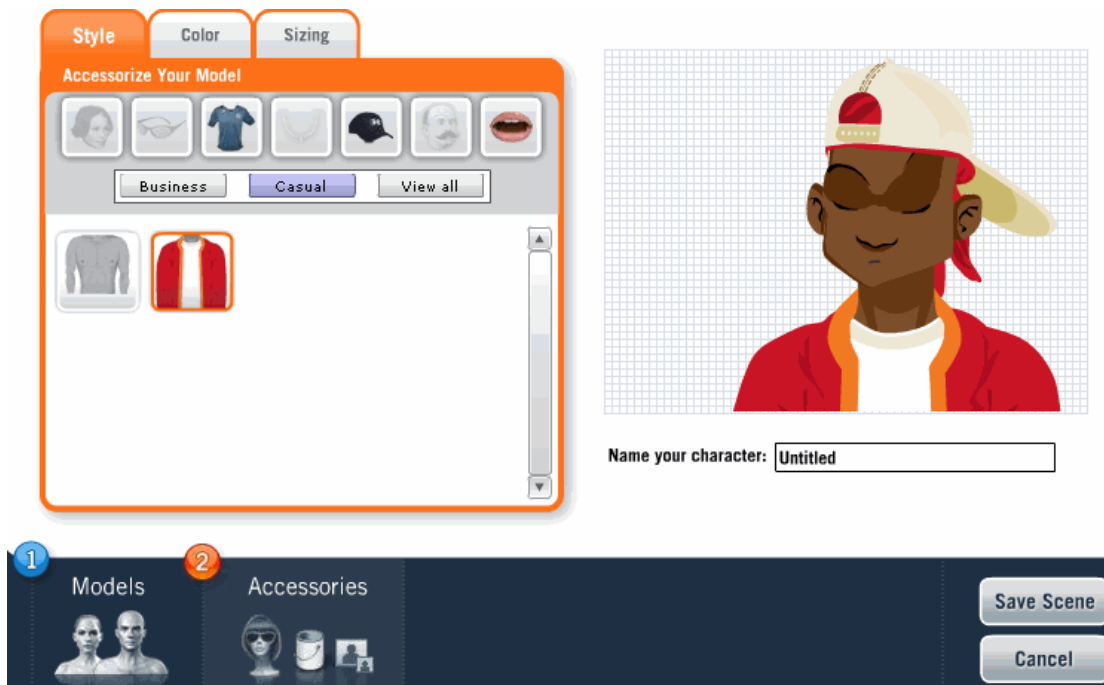 Style
Color
Sizing
Accessorize Your Model
Business
Casual
View all
Name your character:
Untitled
1
Models
2
Accessories
Save Scene
Cancel